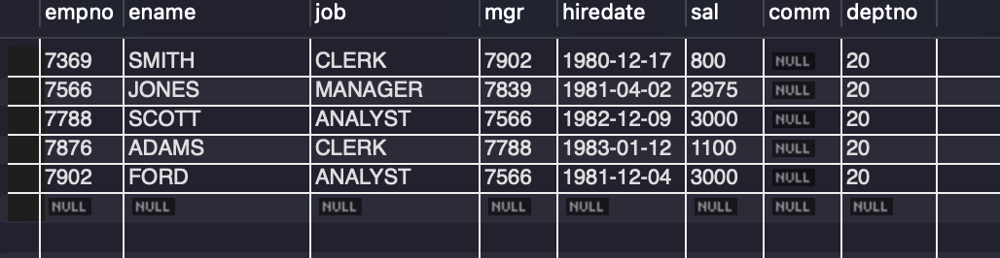 empno ename job mgr hiredate sal comm deptno
7369 SMITH CLERK 7902 1980-12-17 800 NULL 20
7566 JONES MANAGER 7839 1981-04-02 2975 NULL 20
7788 SCOTT ANALYST 7566 1982-12-09 3000 NULL 20
7876 ADAMS CLERK 7788 1983-01-12 1100 NULL 20
7902 FORD ANALYST 7566 1981-12-04 3000 NULL 20
NULL NULL NULL NULL NULL NULL NULL NULL